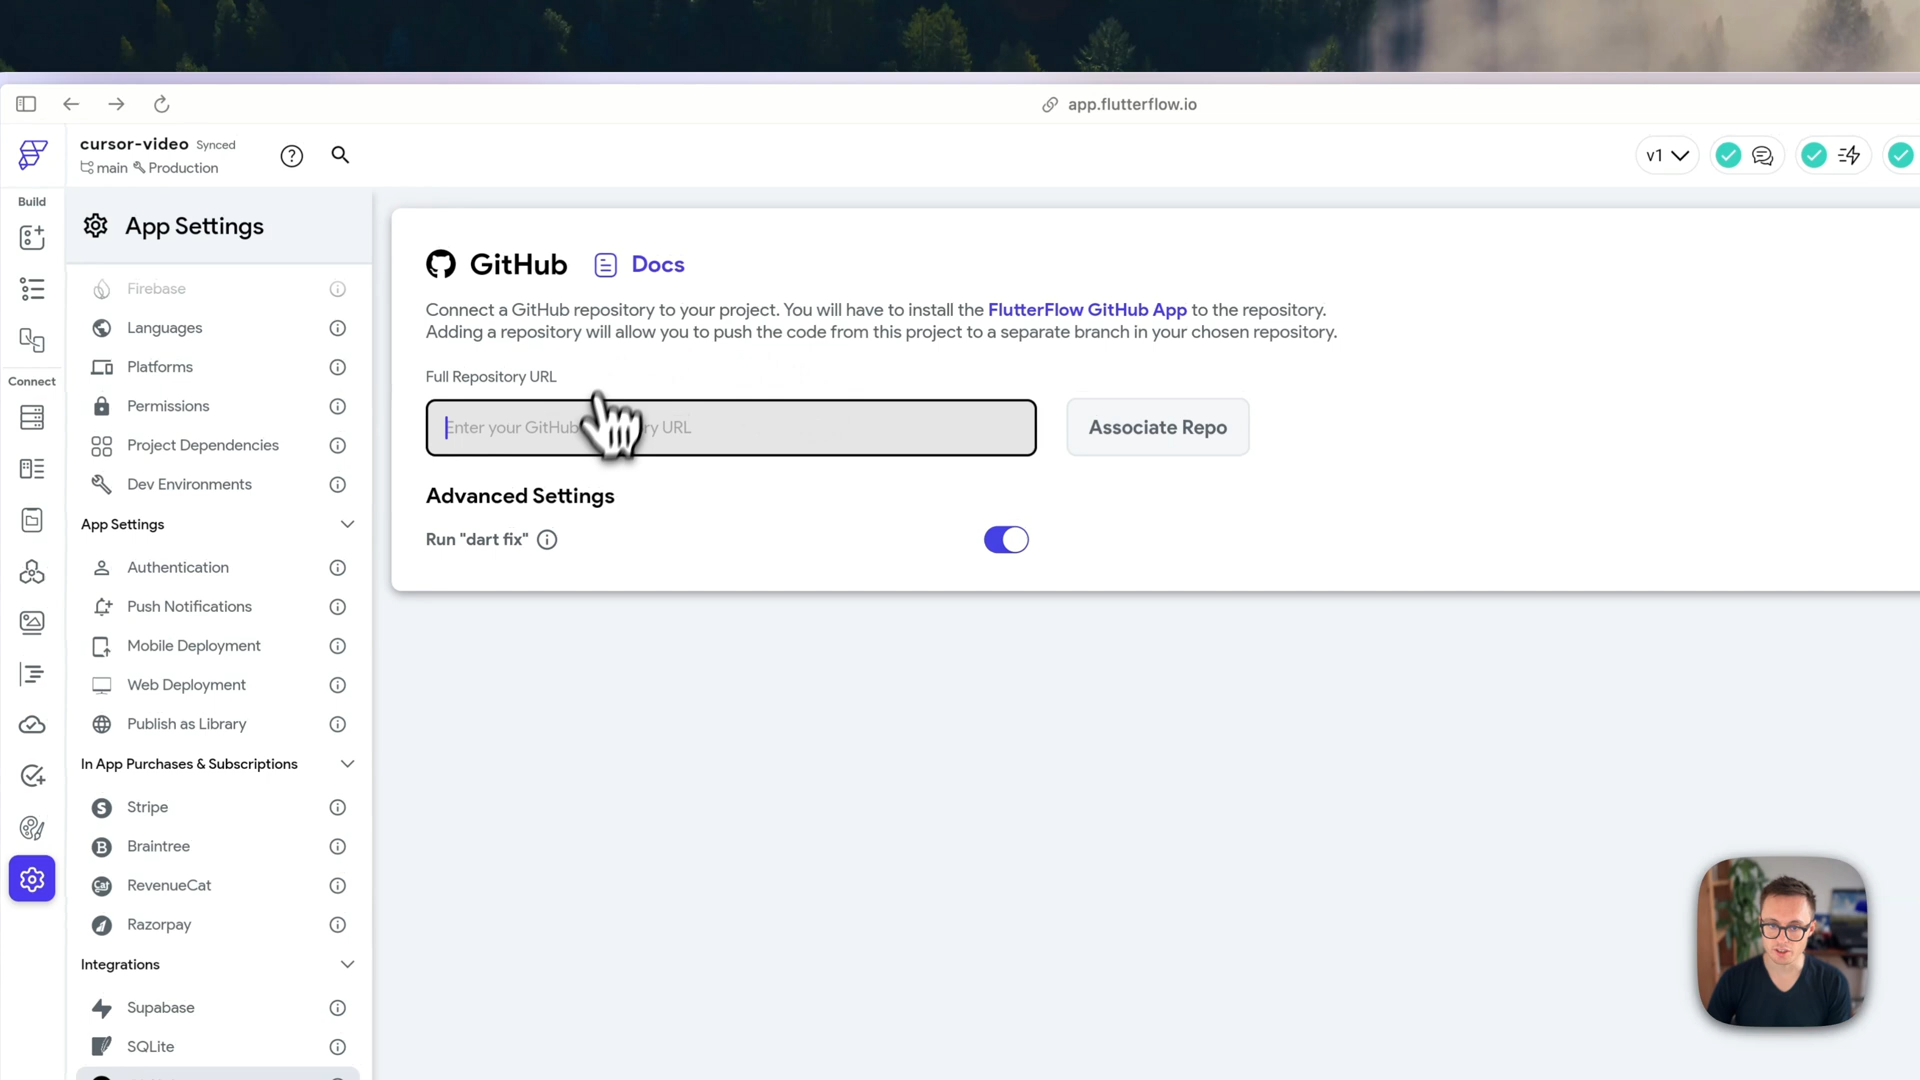 app.flutterflow.io
cursor-video Synced
main Production
v1
Build
Connect
App Settings
Firebase
Languages
Platforms
Permissions
Project Dependencies
Dev Environments
App Settings
Authentication
Push Notifications
Mobile Deployment
Web Deployment
Publish as Library
In App Purchases & Subscriptions
Stripe
Braintree
RevenueCat
Razorpay
Integrations
Supabase
SQLite
GitHub Docs
Connect a GitHub repository to your project. You will have to install the FlutterFlow GitHub App to the repository.
Adding a repository will allow you to push the code from this project to a separate branch in your chosen repository.
Full Repository URL
Enter your GitHub URL
Associate Repo
Advanced Settings
Run "dart fix"